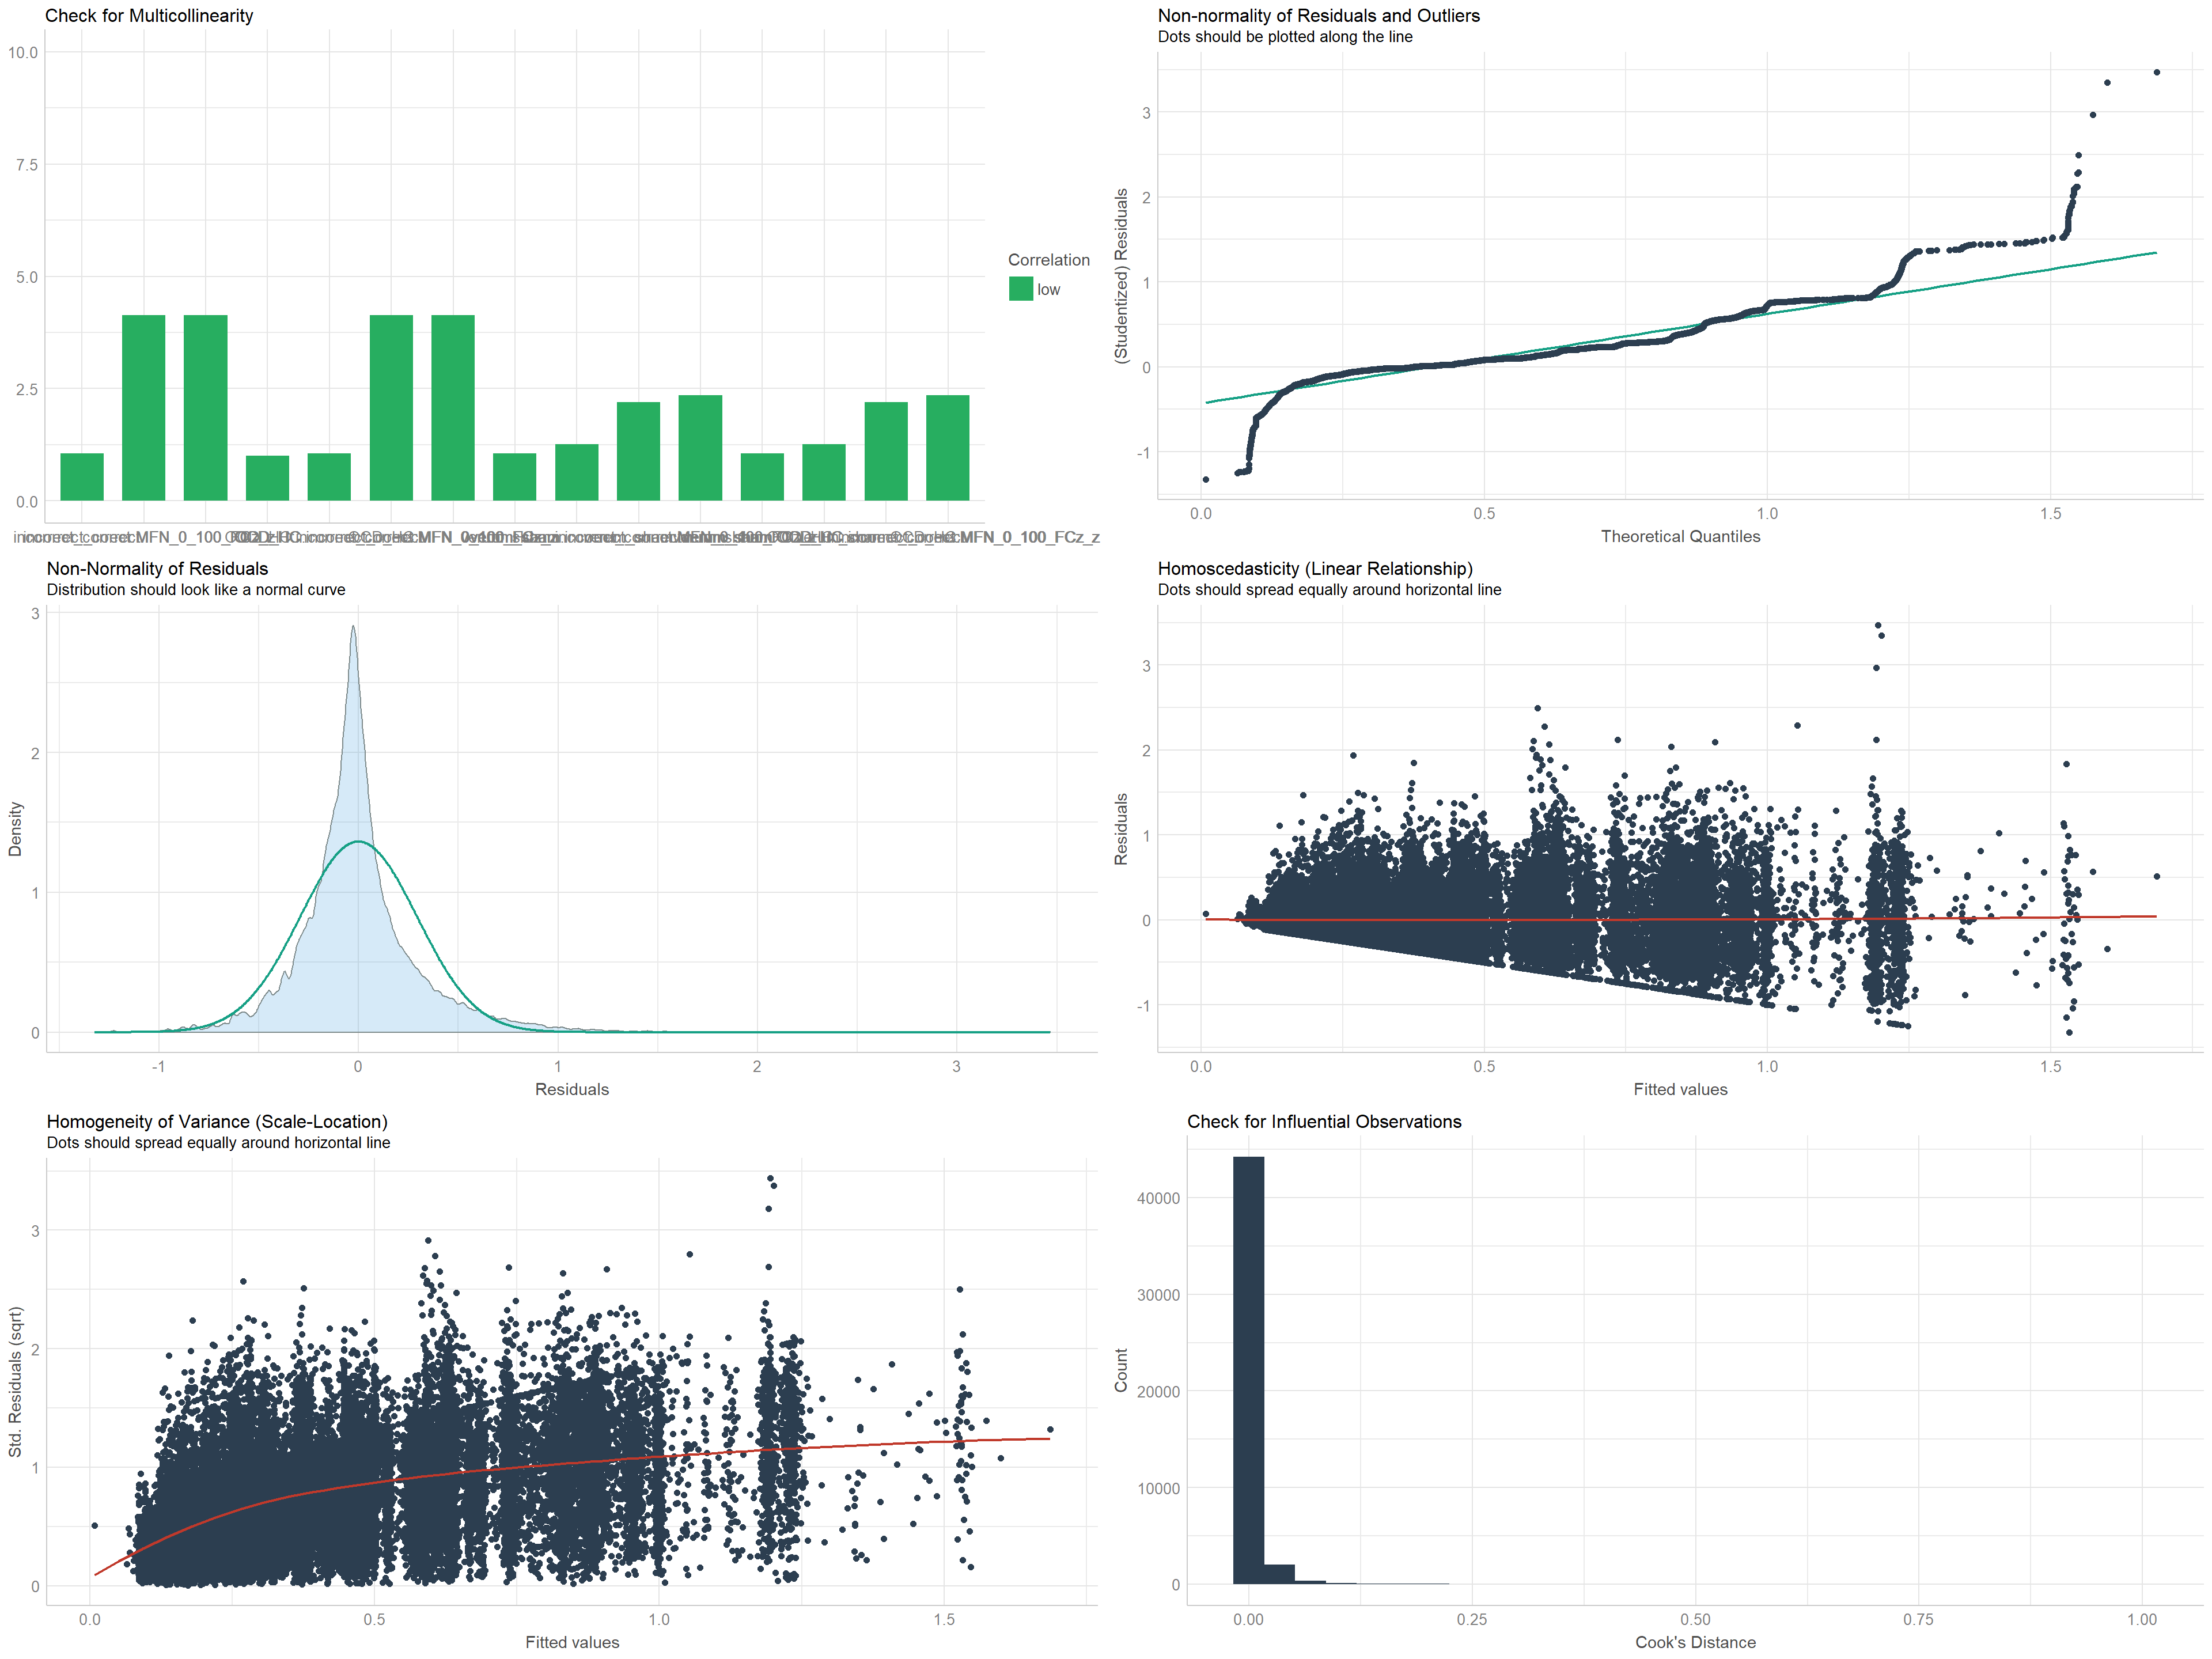 Check for Multicollinearity
10.0
7.5
5.0
2.5
0.0
Correlation
low
Non-normality of Residuals and Outliers
Dots should be plotted along the line
(Studentized) Residuals
3
2
1
0
-1
0.0 0.5 1.0 1.5
Theoretical Quantiles
Non-Normality of Residuals
Distribution should look like a normal curve
Density
3
2
1
0
-1 0 1 2 3
Residuals
Homoscedasticity (Linear Relationship)
Dots should spread equally around horizontal line
Residuals
3
2
1
0
-1
0.0 0.5 1.0 1.5
Fitted values
Homogeneity of Variance (Scale-Location)
Dots should spread equally around horizontal line
Std. Residuals (sqrt)
3
2
1
0
0.0 0.5 1.0 1.5
Fitted values
Check for Influential Observations
Count
40000
30000
20000
10000
0
0.00 0.25 0.50 0.75 1.00
Cook's Distance